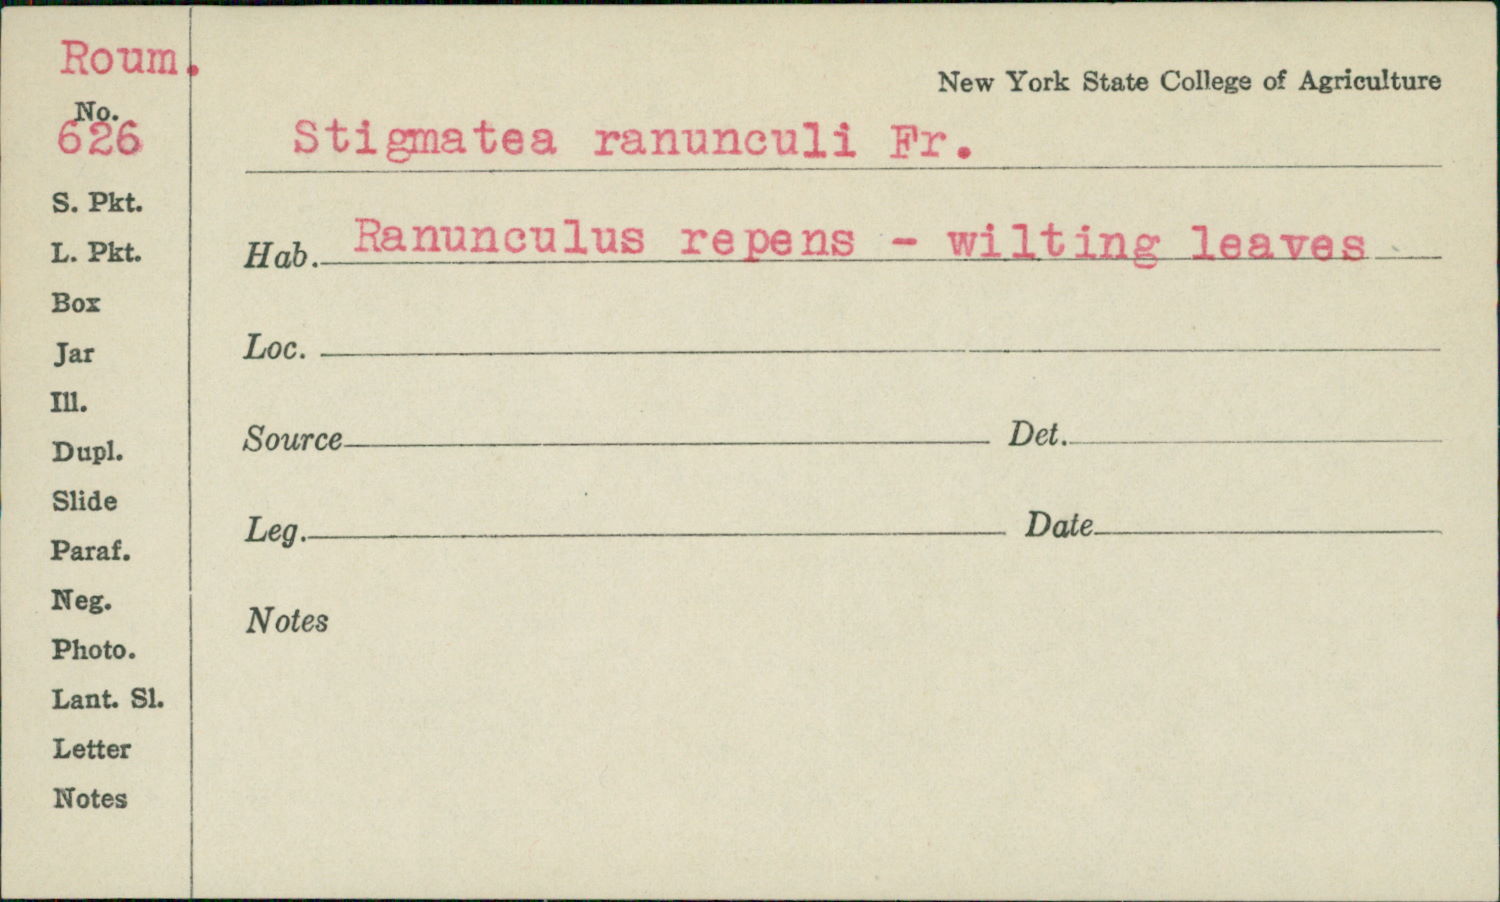 Roum.
New York State College of Agriculture
No.
626
Stigmatea ranunculi Fr.
S. Pkt.
L. Pkt.
Hab. Ranunculus repens - wilting leaves
Box
Jar
Loc.
Ill.
Dupl.
Source Det.
Slide
Paraf.
Leg. Date
Neg.
Notes
Photo.
Lant. Sl.
Letter
Notes